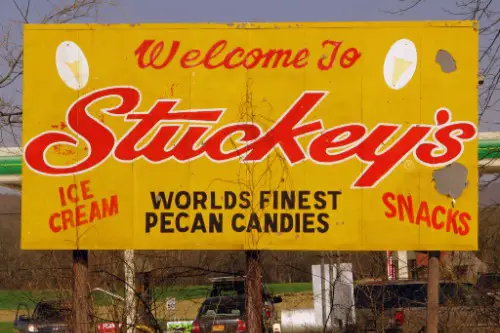 Welcome To
Stuckey's
ICE
CREAM
WORLDS FINEST
PECAN CANDIES
SNACKS